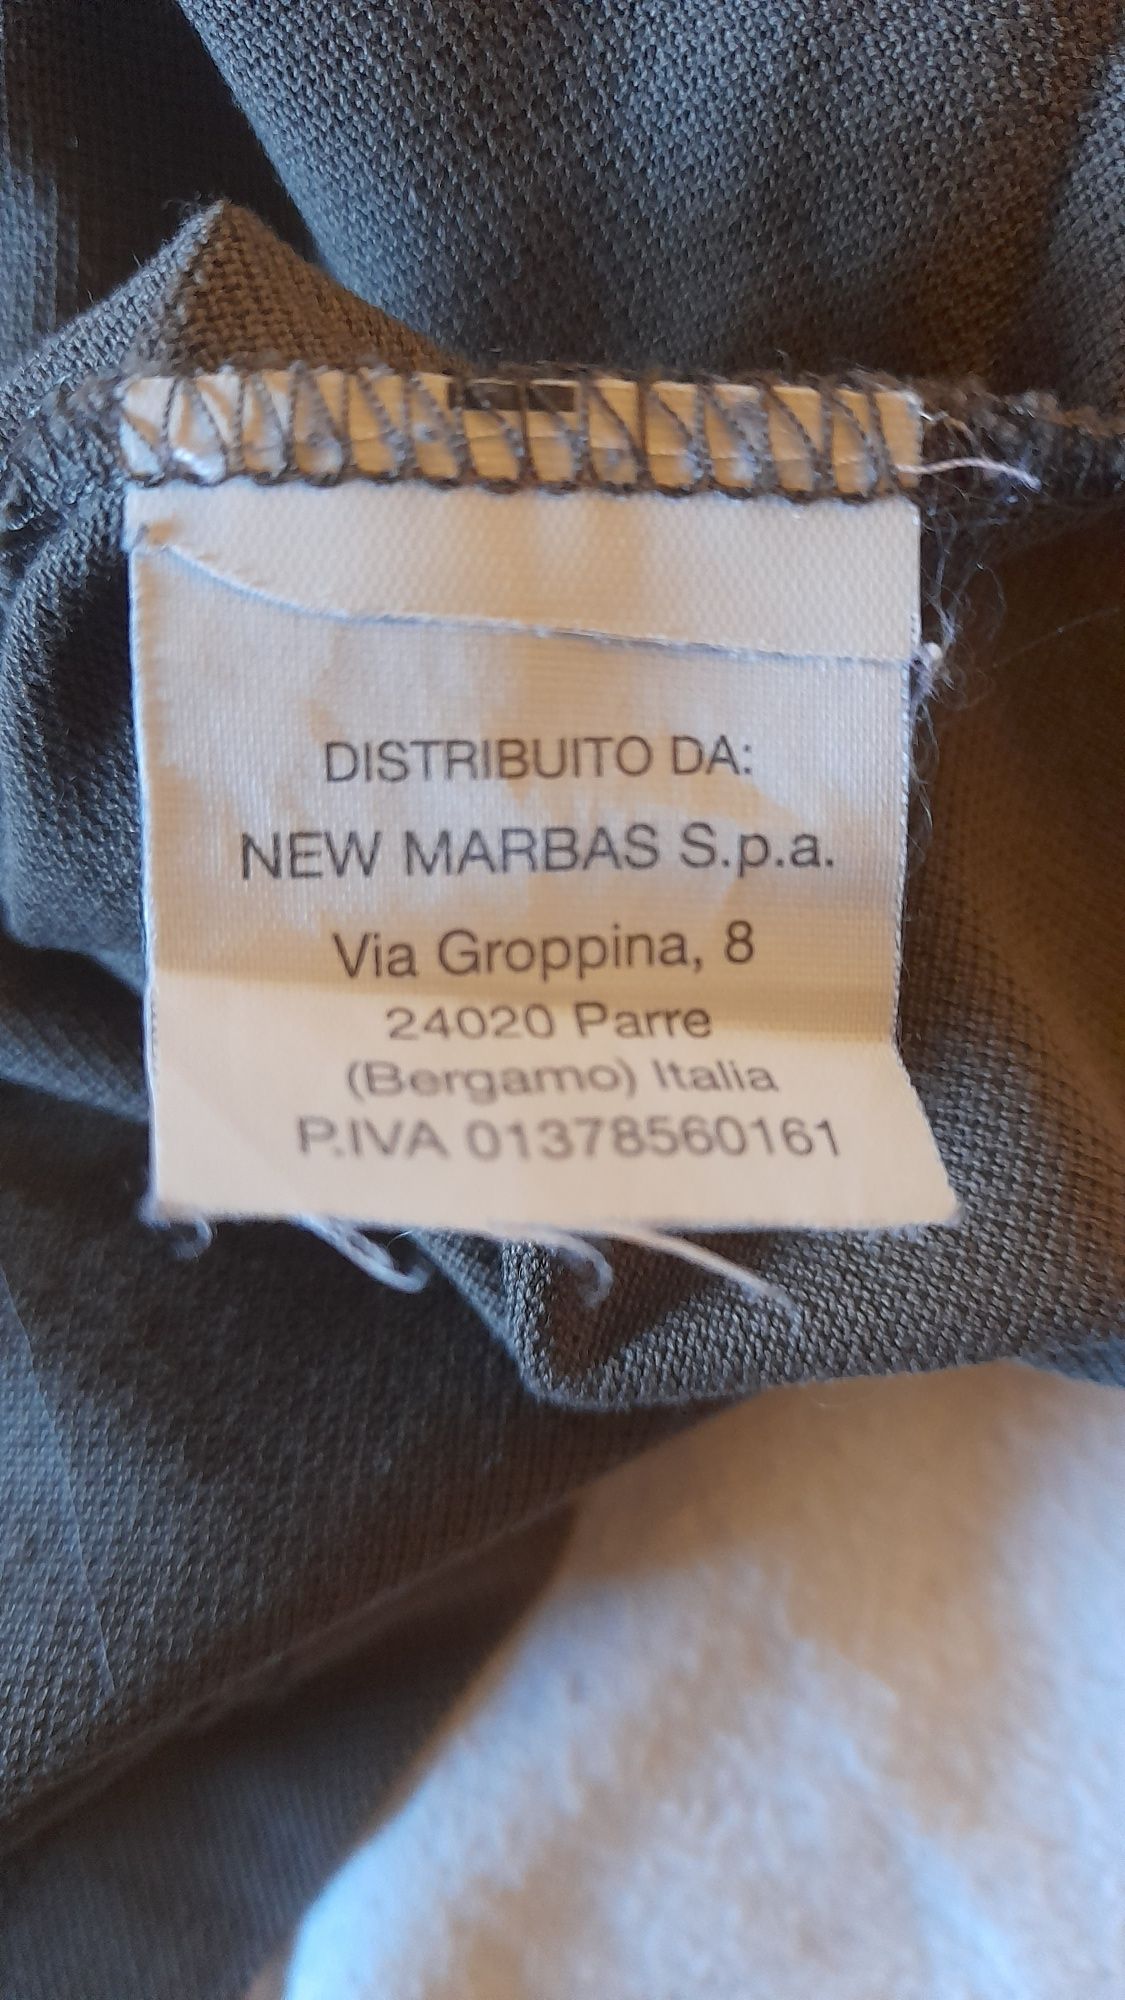 DISTRIBUITO DA:
NEW MARBAS S.p.a.
Via Groppina, 8
24020 Parre
(Bergamo) Italia
P.IVA 01378560161